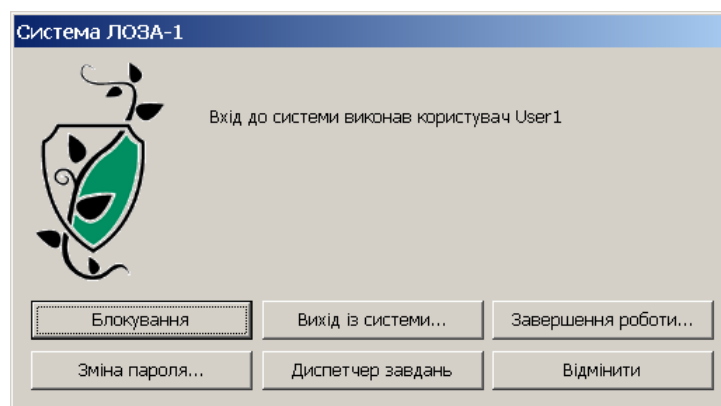 Система ЛОЗА-1
Вхід до системи виконав користувач User1
Блокування
Вихід із системи...
Завершення роботи...
Зміна пароля...
Диспетчер завдань
Відмінити